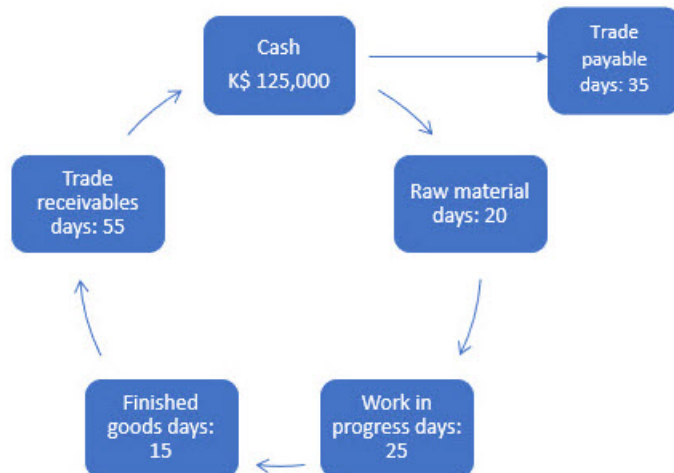 Cash
K$ 125,000
Trade
payable
days: 35
Trade
receivables
days: 55
Raw material
days: 20
Finished
goods days:
15
Work in
progress days:
25